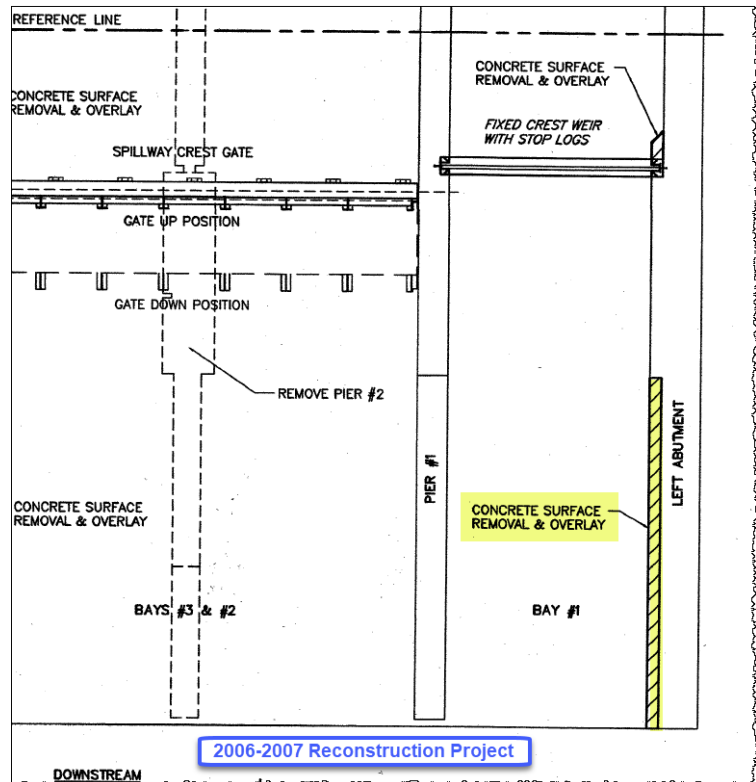 REFERENCE LINE
CONCRETE SURFACE
REMOVAL & OVERLAY
CONCRETE SURFACE
REMOVAL & OVERLAY
FIXED CREST WEIR
WITH STOP LOGS
SPILLWAY CREST GATE
GATE UP POSITION
GATE DOWN POSITION
REMOVE PIER #2
PIER #1
LEFT ABUTMENT
CONCRETE SURFACE
REMOVAL & OVERLAY
CONCRETE SURFACE
REMOVAL & OVERLAY
BAYS #3 & #2
BAY #1
2006-2007 Reconstruction Project
DOWNSTREAM